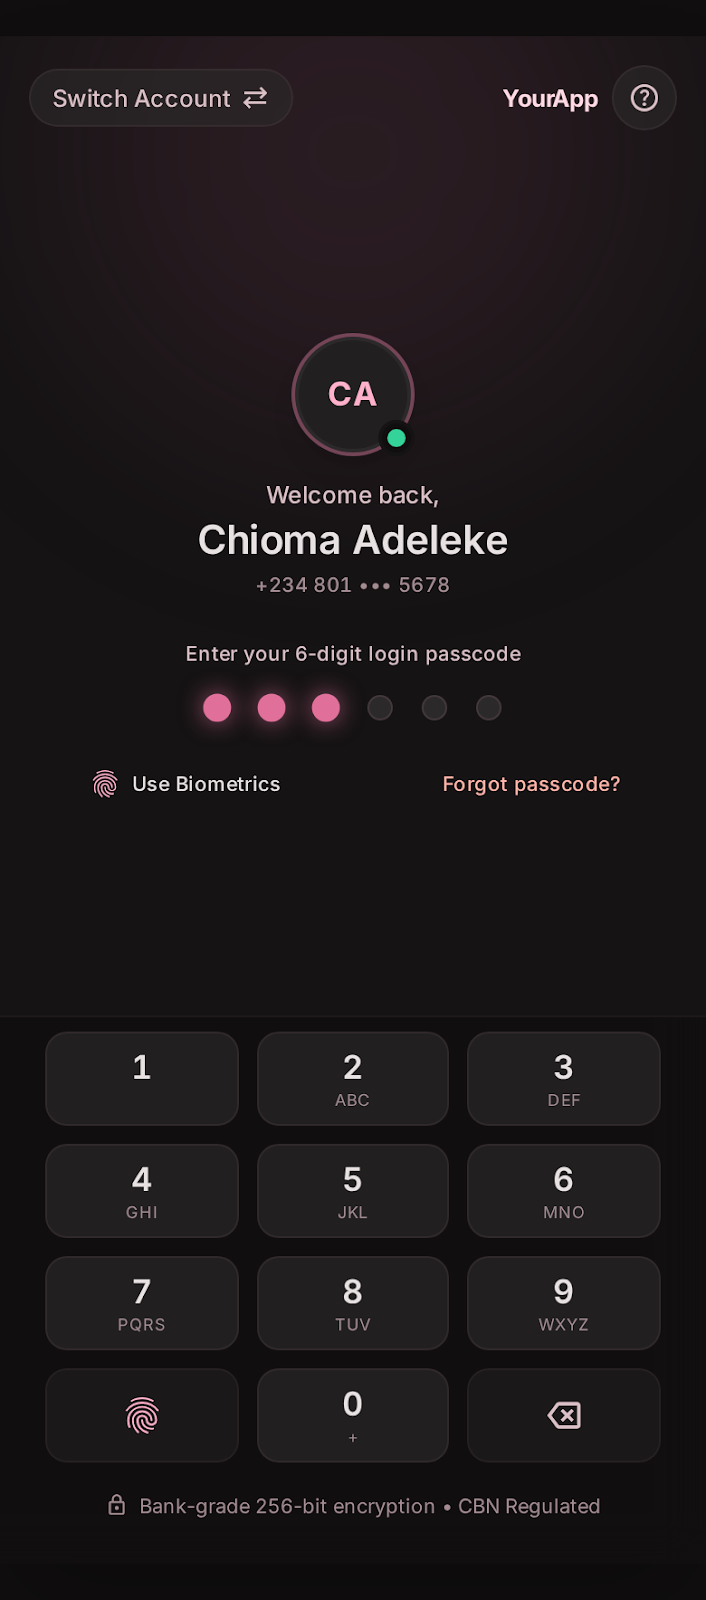 Switch Account
YourApp
CA
Welcome back,
Chioma Adeleke
+234 801 ••• 5678
Enter your 6-digit login passcode
Use Biometrics
Forgot passcode?
1
2
3
ABC
DEF
4
5
6
GHI
JKL
MNO
7
8
9
PQRS
TUV
WXYZ
0
+
Bank-grade 256-bit encryption • CBN Regulated